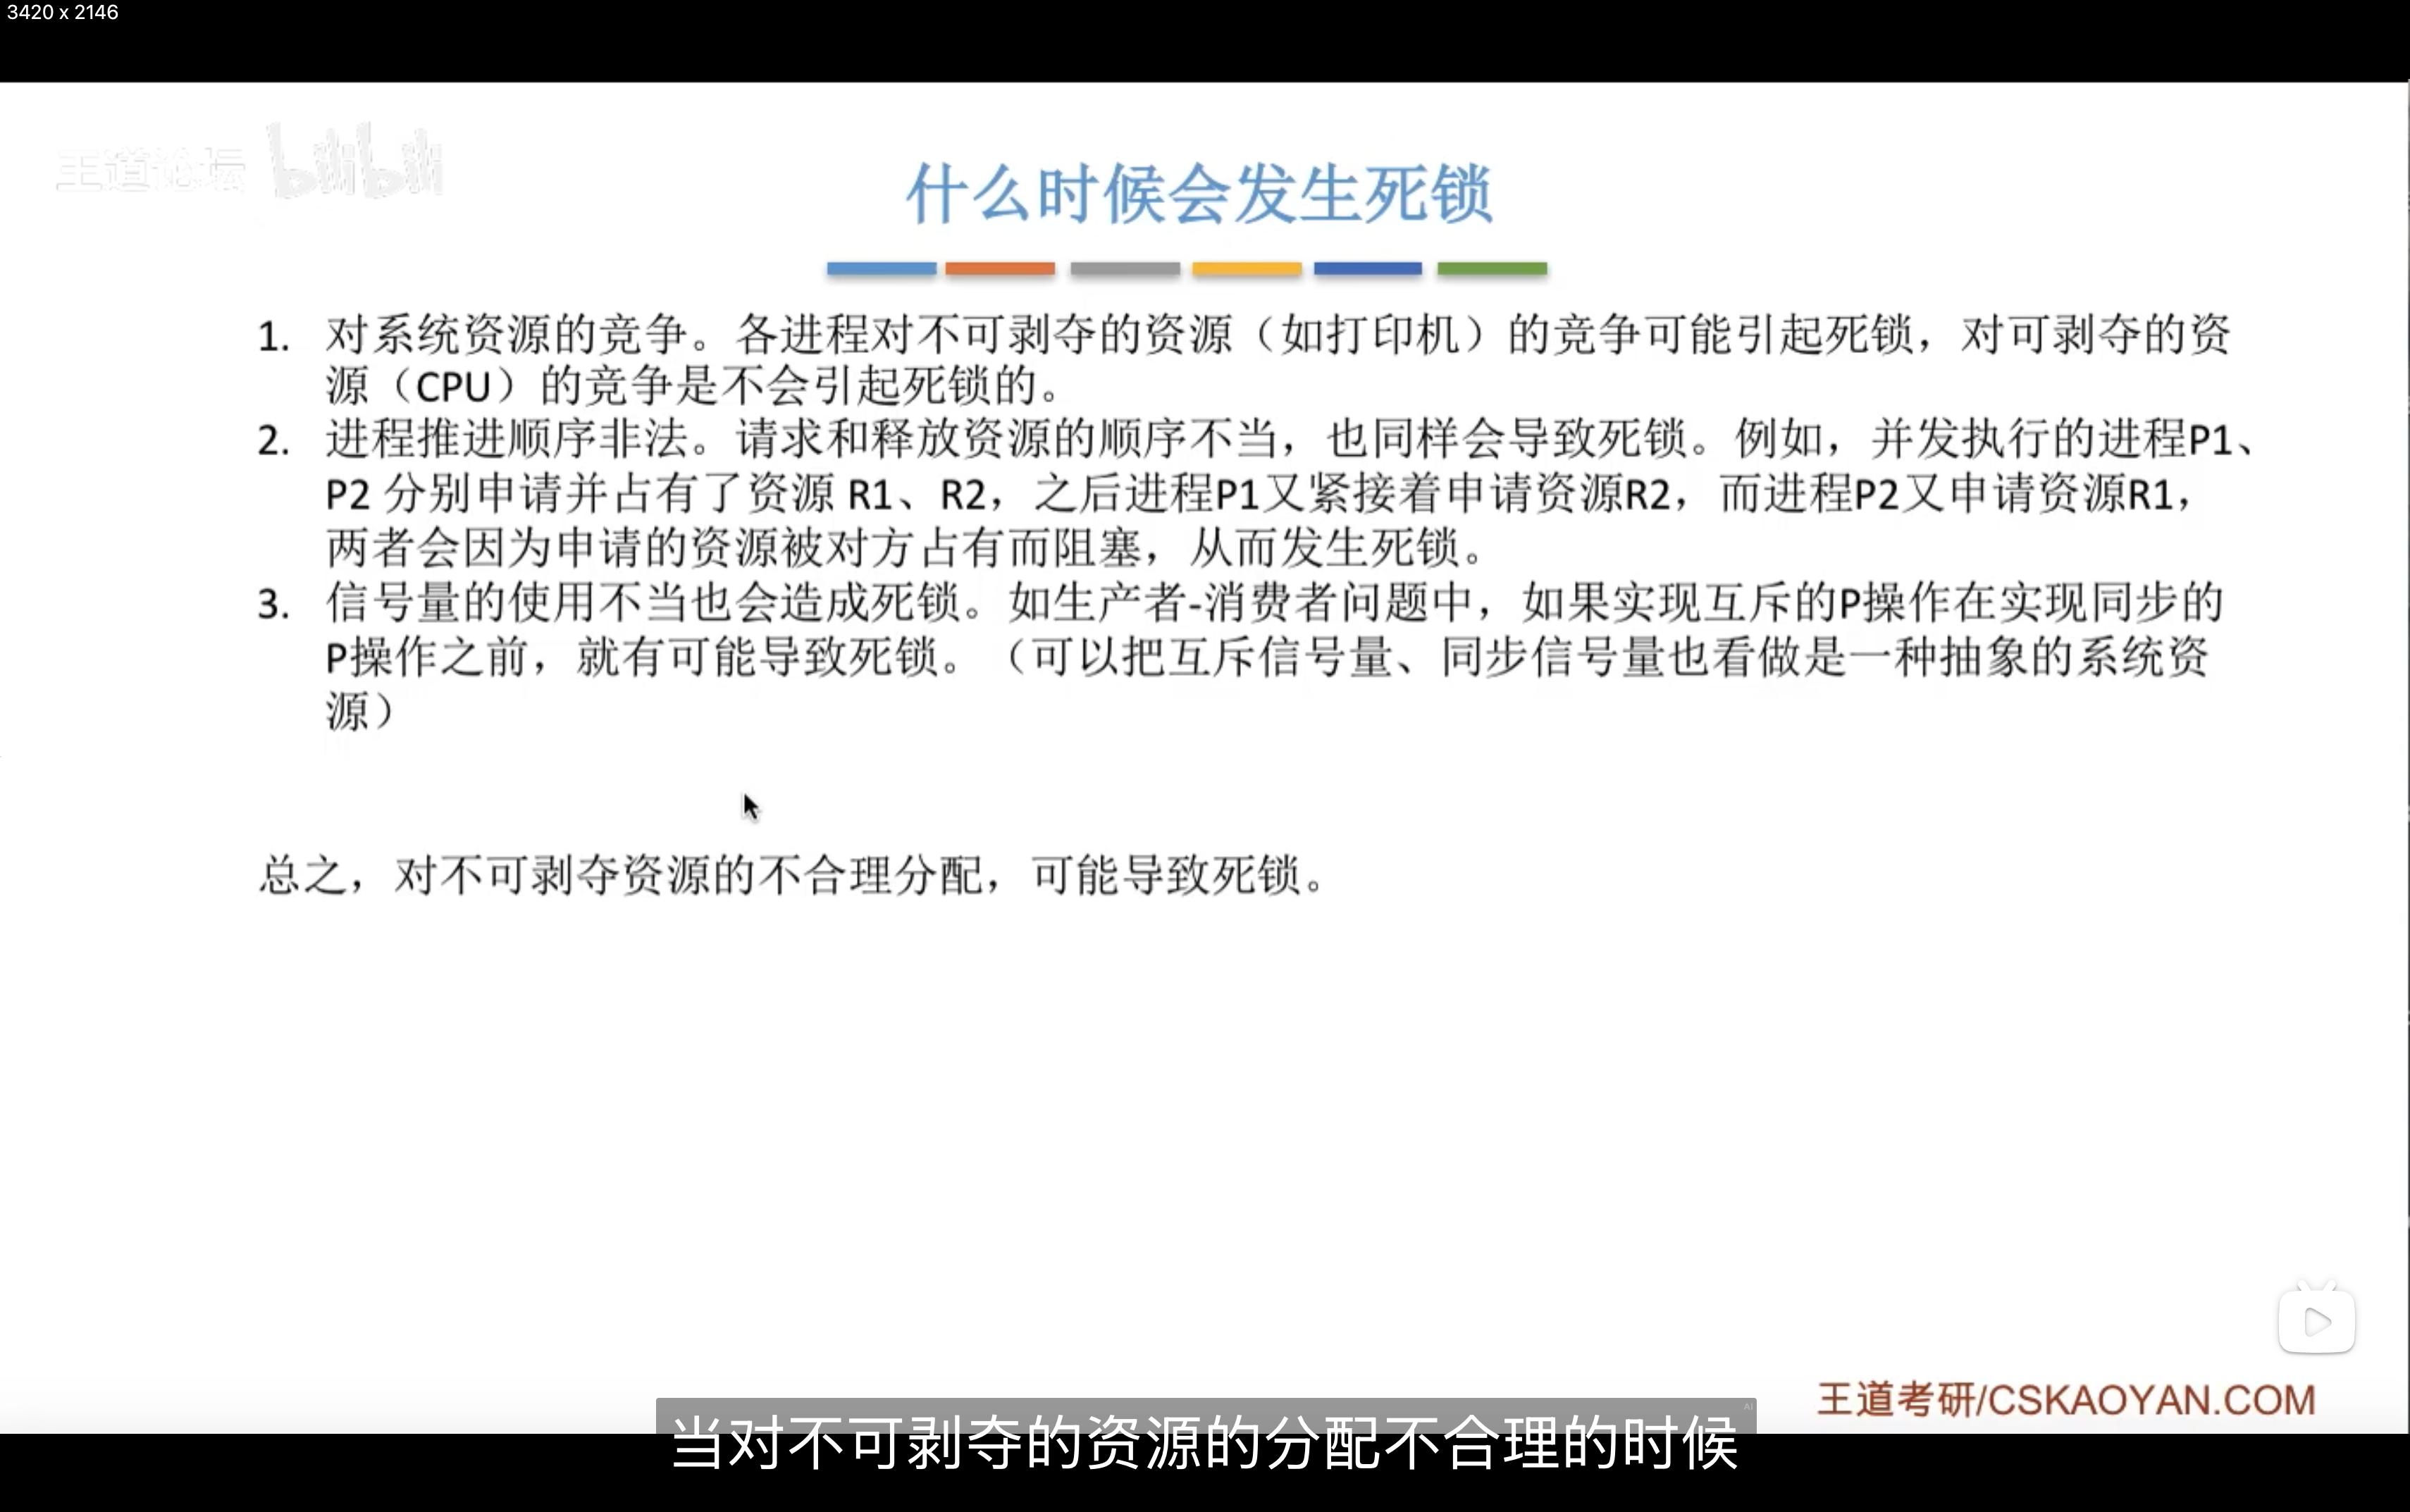 3420 x 2146
王道论坛 bilibili
什么时候会发生死锁
1. 对系统资源的竞争。各进程对不可剥夺的资源（如打印机）的竞争可能引起死锁，对可剥夺的资
源（CPU）的竞争是不会引起死锁的。
2. 进程推进顺序非法。请求和释放资源的顺序不当，也同样会导致死锁。例如，并发执行的进程P1、
P2 分别申请并占有了资源 R1、R2，之后进程P1又紧接着申请资源R2，而进程P2又申请资源R1，
两者会因为申请的资源被对方占有而阻塞，从而发生死锁。
3. 信号量的使用不当也会造成死锁。如生产者-消费者问题中，如果实现互斥的P操作在实现同步的
P操作之前，就有可能导致死锁。（可以把互斥信号量、同步信号量也看做是一种抽象的系统资
源）
总之，对不可剥夺资源的不合理分配，可能导致死锁。
王道考研/CSKAOYAN.COM
AI
当对不可剥夺的资源的分配不合理的时候